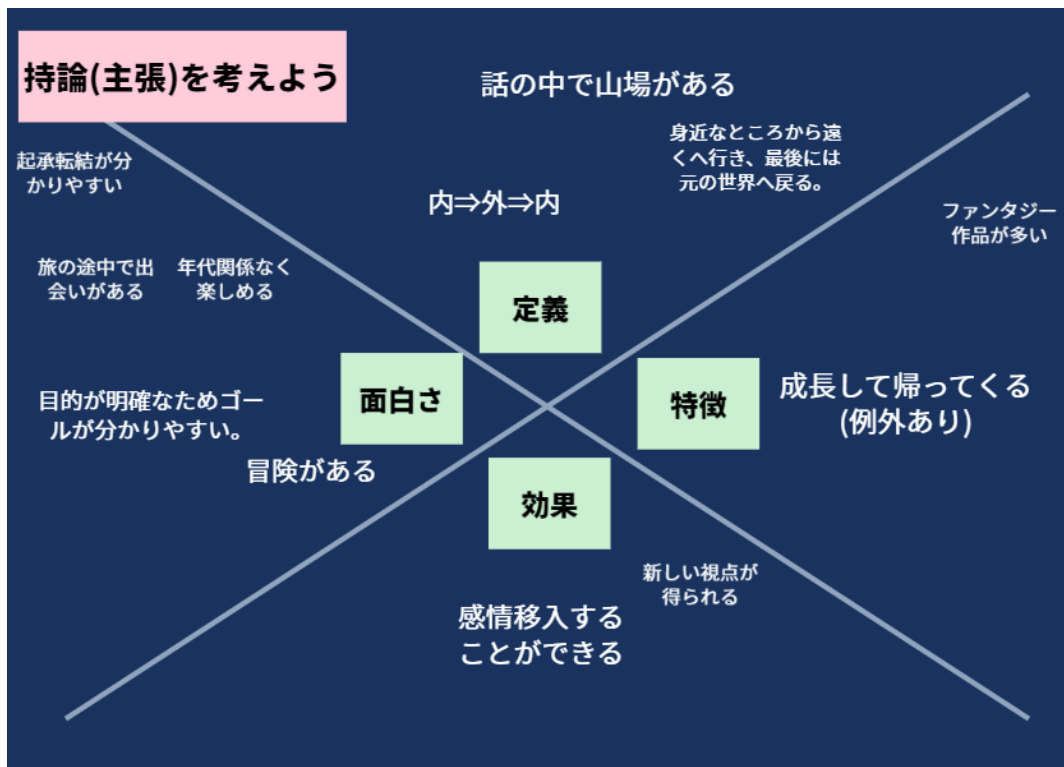 持論(主張)を考えよう
話の中で山場がある
身近なところから遠
くへ行き、最後には
元の世界へ戻る。
内⇒外⇒内
定義
起承転結が分
かりやすい
旅の途中で出
会いがある
年代関係なく
楽しめる
面白さ
目的が明確なためゴー
ルが分かりやすい。
冒険がある
ファンタジー
作品が多い
特徴
成長して帰ってくる
(例外あり)
効果
新しい視点が
得られる
感情移入する
ことができる